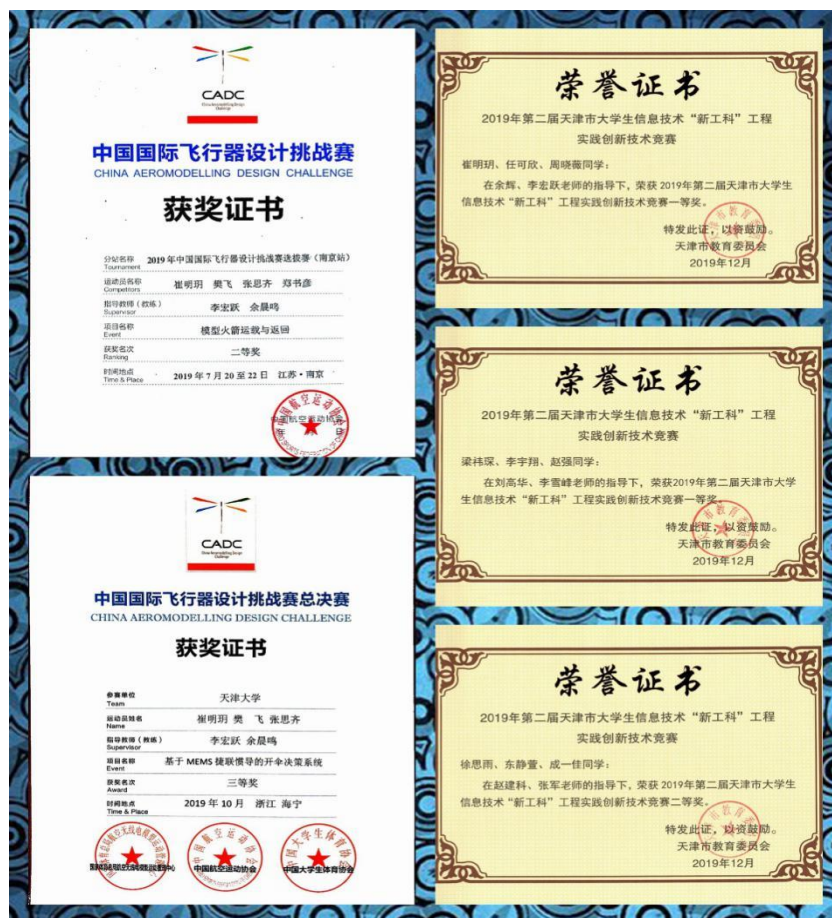 CADC
中国国际飞行器设计挑战赛
CHINA AEROMODELLING DESIGN CHALLENGE
获奖证书
分站名称 2019年中国国际飞行器设计挑战赛选拔赛（南京站）
Tournament
运动员名称 崔明玥 樊飞 张思齐 郑书彦
Competitors
指导教师（教练） 李宏跃 余晨鸣
Supervisor
项目名称 模型火箭运载与返回
Event
获奖名次 二等奖
Ranking
时间地点 2019年7月20至22日 江苏·南京
Time & Place
中国航空运动协会
CADC
中国国际飞行器设计挑战赛总决赛
CHINA AEROMODELLING DESIGN CHALLENGE
获奖证书
参赛单位 天津大学
Team
运动员姓名 崔明玥 樊 飞 张思齐
Name
指导教师（教练） 李宏跃 余晨鸣
Supervisor
项目名称 基于 MEMS 捷联惯导的开伞决策系统
Event
获奖名次 三等奖
Award
时间地点 2019年10月 浙江 海宁
Time & Place
中国航空运动协会
中国大学生体育协会
荣誉证书
2019年第二届天津市大学生信息技术“新工科”工程
实践创新技术竞赛
崔明玥、任可欣、周晓薇同学：
在余辉、李宏跃老师的指导下，荣获 2019年第二届天津市大学生
信息技术“新工科”工程实践创新技术竞赛一等奖。
特发此证，以资鼓励。
天津市教育委员会
2019年12月
荣誉证书
2019年第二届天津市大学生信息技术“新工科”工程
实践创新技术竞赛
梁祎琛、李宇翔、赵强同学：
在刘高华、李雪峰老师的指导下，荣获2019年第二届天津市大学
生信息技术“新工科”工程实践创新技术竞赛一等奖。
特发此证，以资鼓励。
天津市教育委员会
2019年12月
荣誉证书
2019年第二届天津市大学生信息技术“新工科”工程
实践创新技术竞赛
徐思雨、东静萱、成一佳同学：
在赵建科、张军老师的指导下，荣获 2019年第二届天津市大学生
信息技术“新工科”工程实践创新技术竞赛二等奖。
特发此证，以资鼓励。
天津市教育委员会
2019年12月